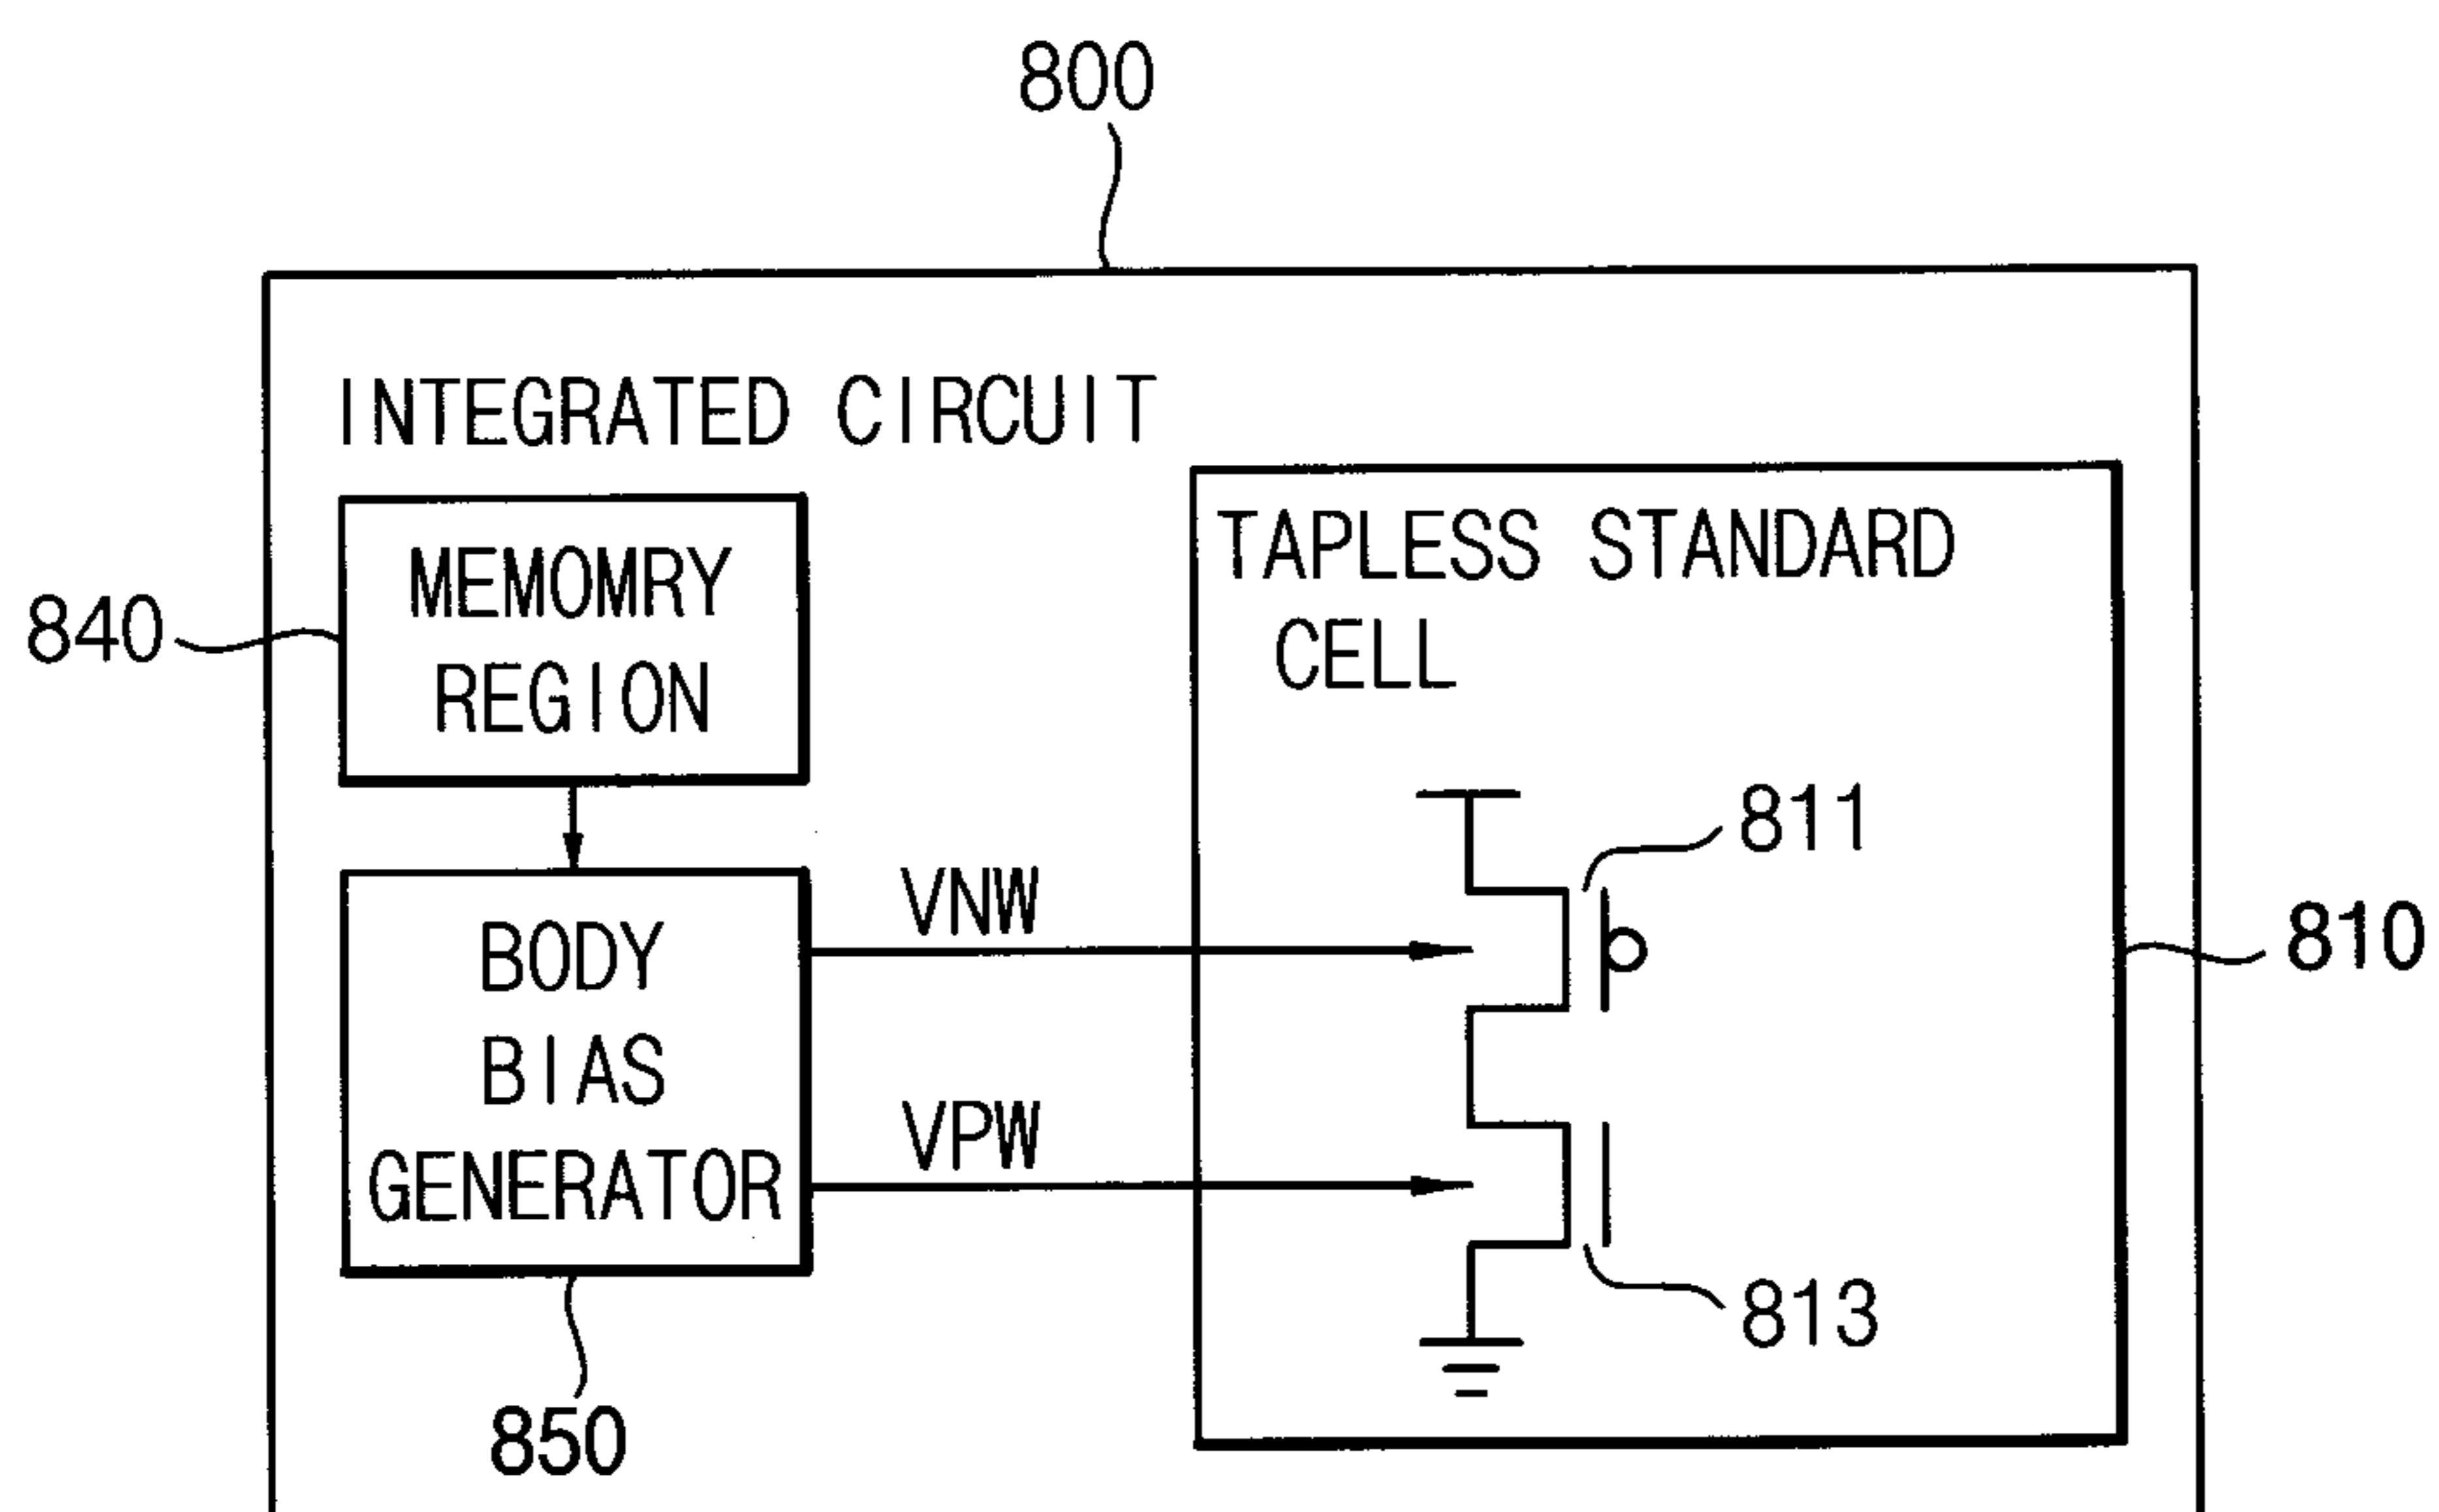 800
INTEGRATED CIRCUIT
MEMOMRY
REGION
840
TAPLESS STANDARD
CELL
811
BODY
BIAS
GENERATOR
VNW
VPW
810
813
850